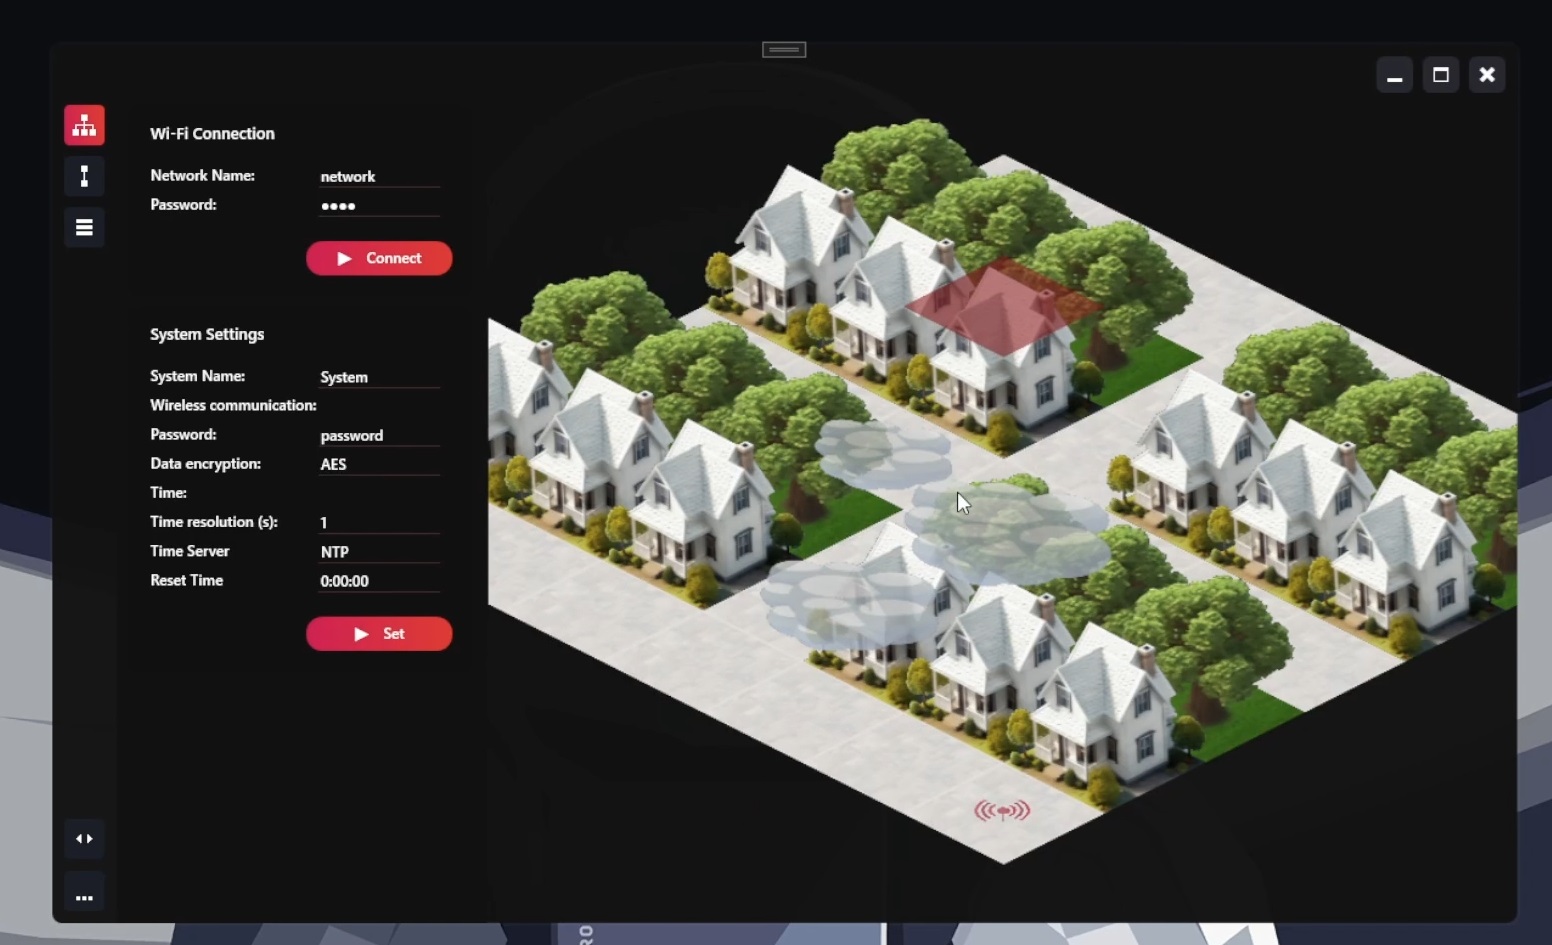 Wi-Fi Connection
Network Name: network
Password: ●●●●
Connect
System Settings
System Name: System
Wireless communication:
Password: password
Data encryption: AES
Time:
Time resolution (s): 1
Time Server NTP
Reset Time 0:00:00
Set
RO